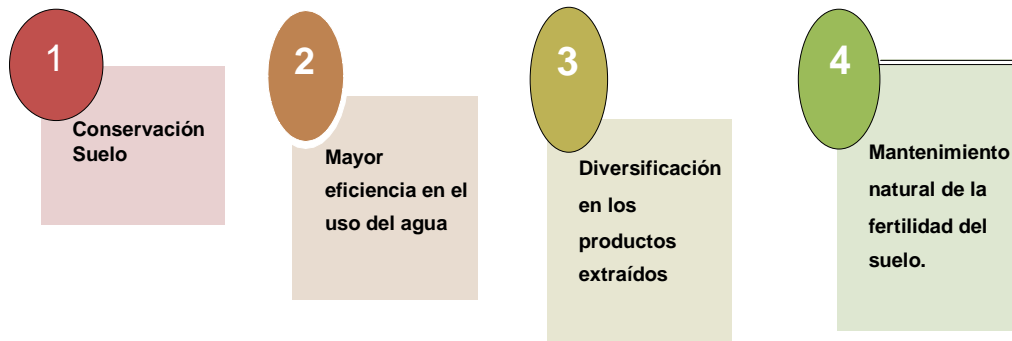 1
Conservación
Suelo
2
Mayor
eficiencia en el
uso del agua
3
Diversificación
en los
productos
extraídos
4
Mantenimiento
natural de la
fertilidad del
suelo.